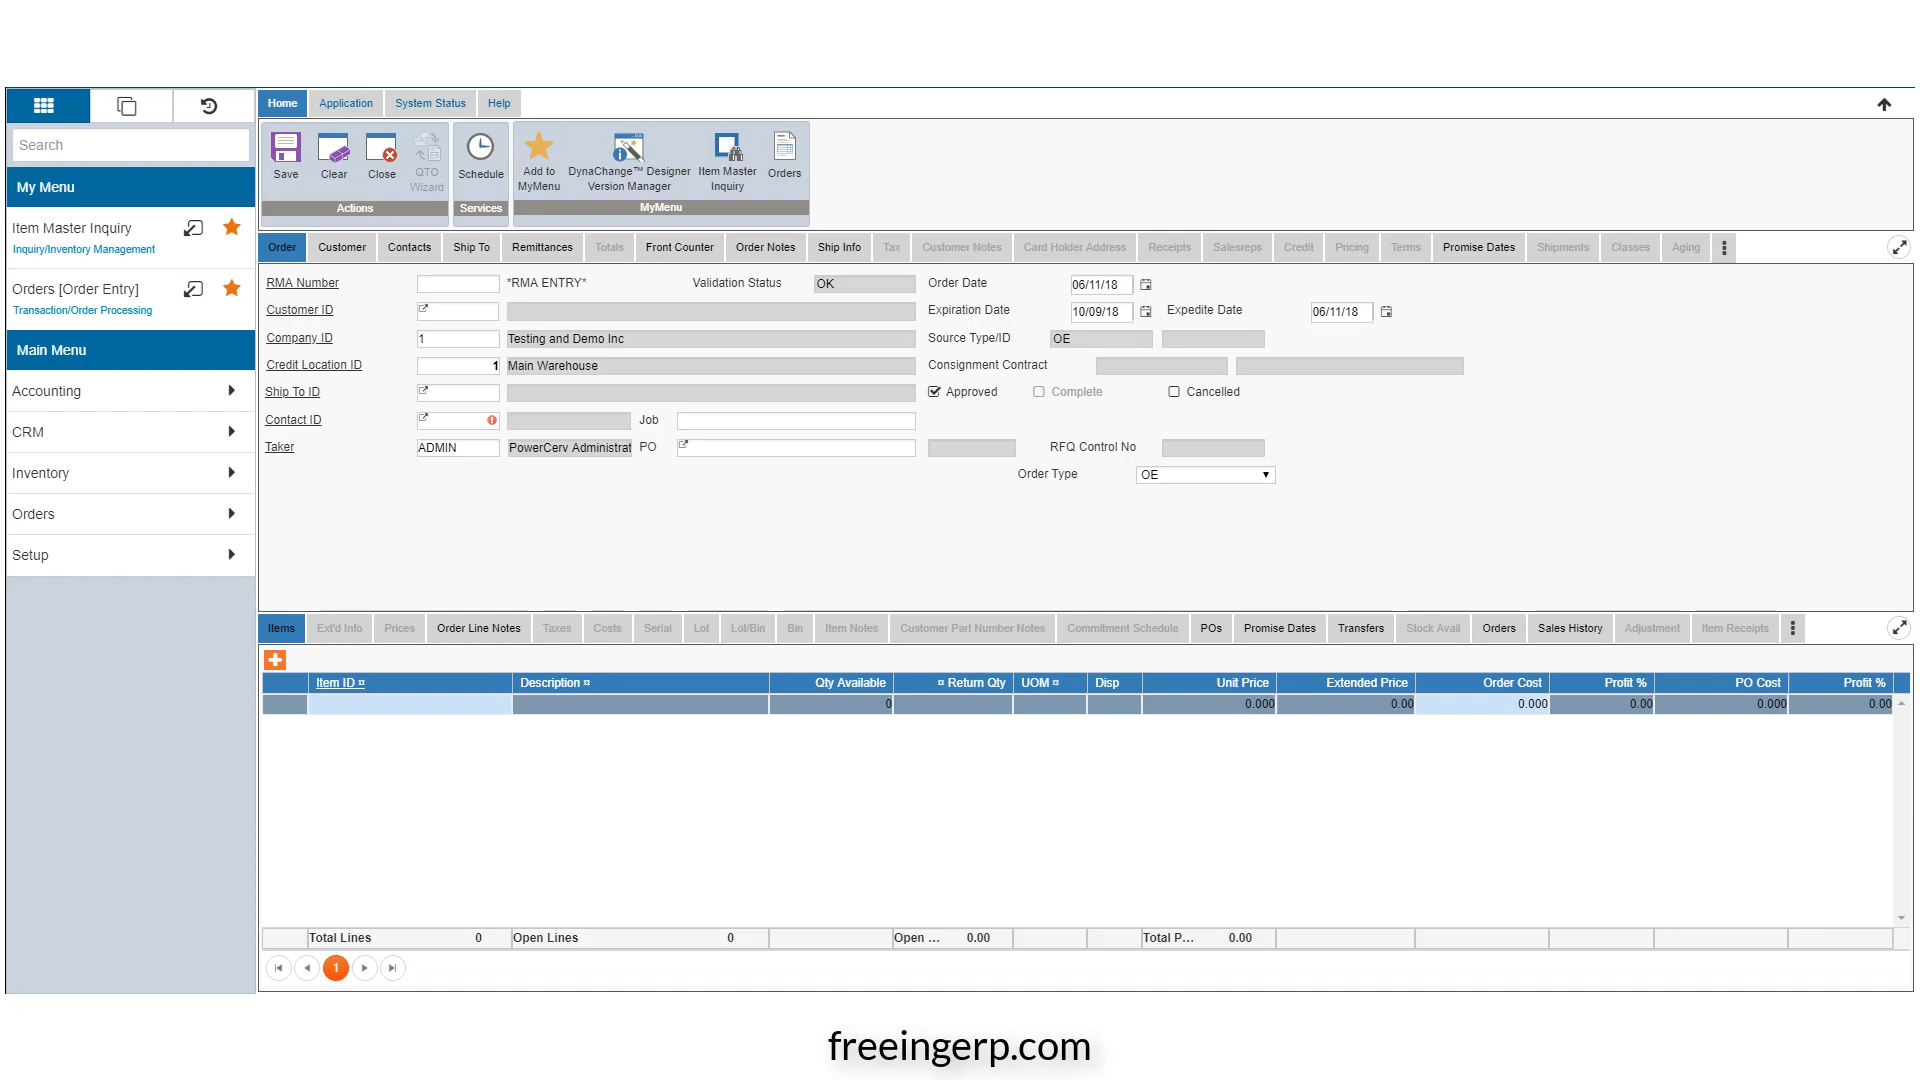 Home Application System Status Help
Search
Save Clear Close QTO Wizard Schedule Add to MyMenu DynaChange™ Designer Version Manager Item Master Inquiry Orders
Actions Services MyMenu
My Menu
Item Master Inquiry
Inquiry/Inventory Management
Orders [Order Entry]
Transaction/Order Processing
Main Menu
Accounting
CRM
Inventory
Orders
Setup
Order Customer Contacts Ship To Remittances Totals Front Counter Order Notes Ship Info Tax Customer Notes Card Holder Address Receipts Salesreps Credit Pricing Terms Promise Dates Shipments Classes Aging
RMA Number *RMA ENTRY* Validation Status OK Order Date 06/11/18
Customer ID Expiration Date 10/09/18 Expedite Date 06/11/18
Company ID 1 Testing and Demo Inc Source Type/ID OE
Credit Location ID 1 Main Warehouse Consignment Contract
Ship To ID Approved Complete Cancelled
Contact ID Job
Taker ADMIN PowerCerv Administrat PO RFQ Control No
Order Type OE
Items Ext'd Info Prices Order Line Notes Taxes Costs Serial Lot Lot/Bin Bin Item Notes Customer Part Number Notes Commitment Schedule POs Promise Dates Transfers Stock Avail Orders Sales History Adjustment Item Receipts
Item ID ¤ Description ¤ Qty Available ¤ Return Qty UOM ¤ Disp Unit Price Extended Price Order Cost Profit % PO Cost Profit %
0 0.000 0.00 0.000 0.00 0.000 0.00
Total Lines 0 Open Lines 0 Open ... 0.00 Total P... 0.00
1
freeingerp.com